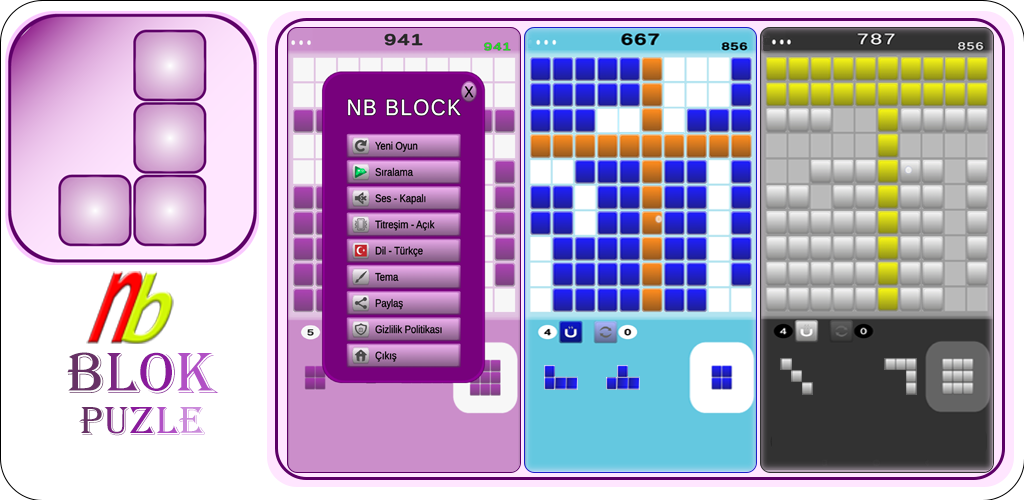 nb
BLOK
PUZLE
941
941
NB BLOCK
X
Yeni Oyun
Sıralama
Ses - Kapalı
Titreşim - Açık
Dil - Türkçe
Tema
Paylaş
Gizlilik Politikası
Çıkış
5
667
856
4
0
787
856
4
0